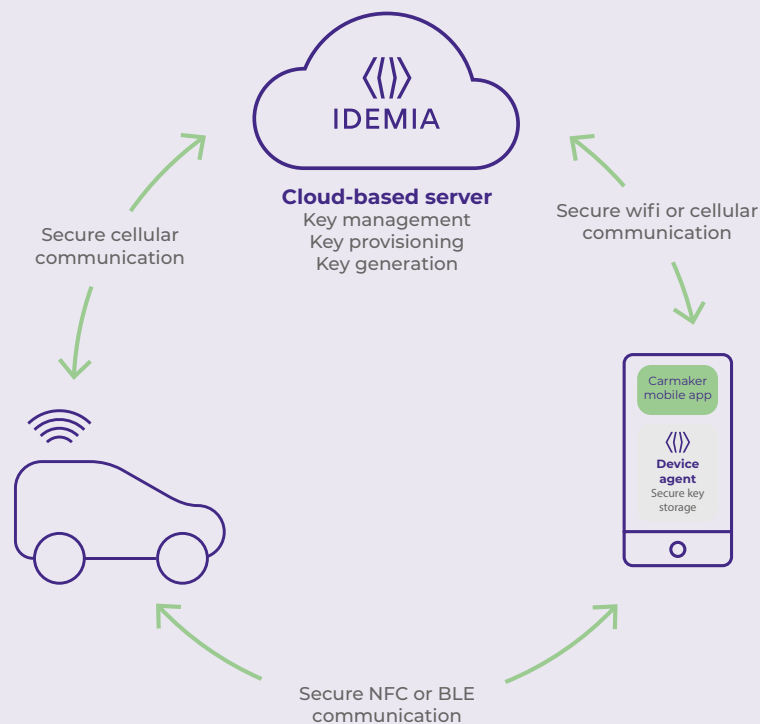 IDEMIA
Cloud-based server
Key management
Key provisioning
Key generation
Secure cellular
communication
Secure wifi or cellular
communication
Carmaker
mobile app
Device
agent
Secure key
storage
Secure NFC or BLE
communication